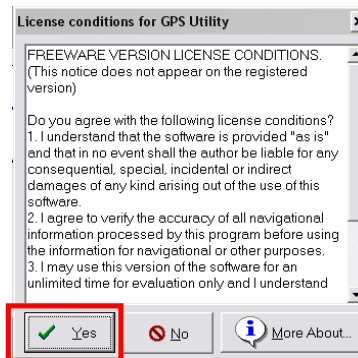 License conditions for GPS Utility
FREEWARE VERSION LICENSE CONDITIONS.
(This notice does not appear on the registered
version)
Do you agree with the following license conditions?
1. I understand that the software is provided "as is"
and that in no event shall the author be liable for any
consequential, special, incidental or indirect
damages of any kind arising out of the use of this
software.
2. I agree to verify the accuracy of all navigational
information processed by this program before using
the information for navigational or other purposes.
3. I may use this version of the software for an
unlimited time for evaluation only and I understand
Yes
No
More About...